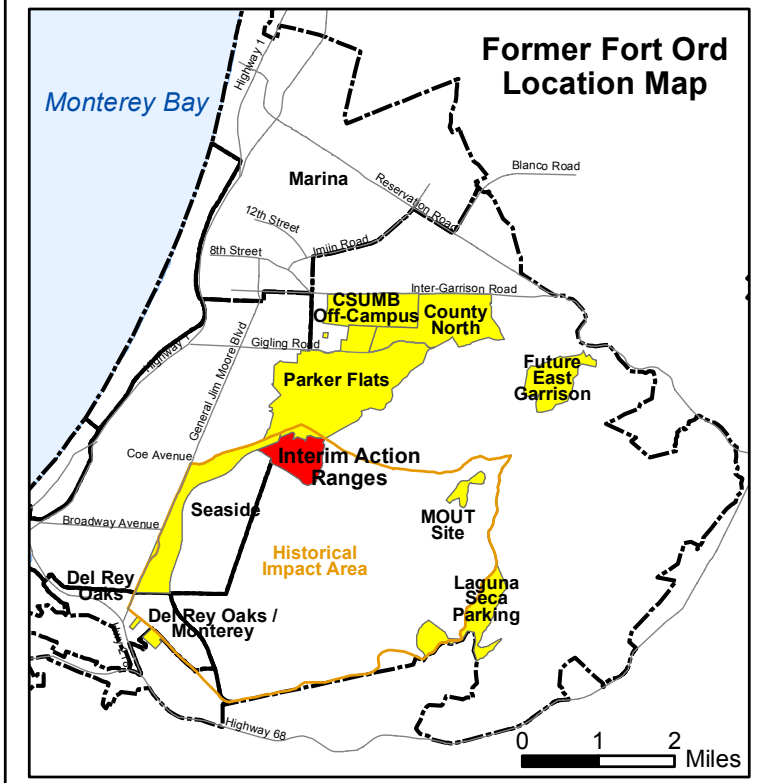 Former Fort Ord
Location Map
Highway 1
Monterey Bay
Blanco Road
Marina
Reservation Road
12th Street
Imjin Road
8th Street
Inter-Garrison Road
CSUMB
Off-Campus
County
North
General Jim Moore Blvd
Gigling Road
Highway 1
Future
East
Garrison
Parker Flats
Coe Avenue
Interim Action
Ranges
Seaside
MOUT
Site
Broadway Avenue
Historical
Impact Area
Del Rey
Oaks
Laguna
Seca
Parking
Del Rey Oaks /
Monterey
Highway 68
0 1 2
Miles